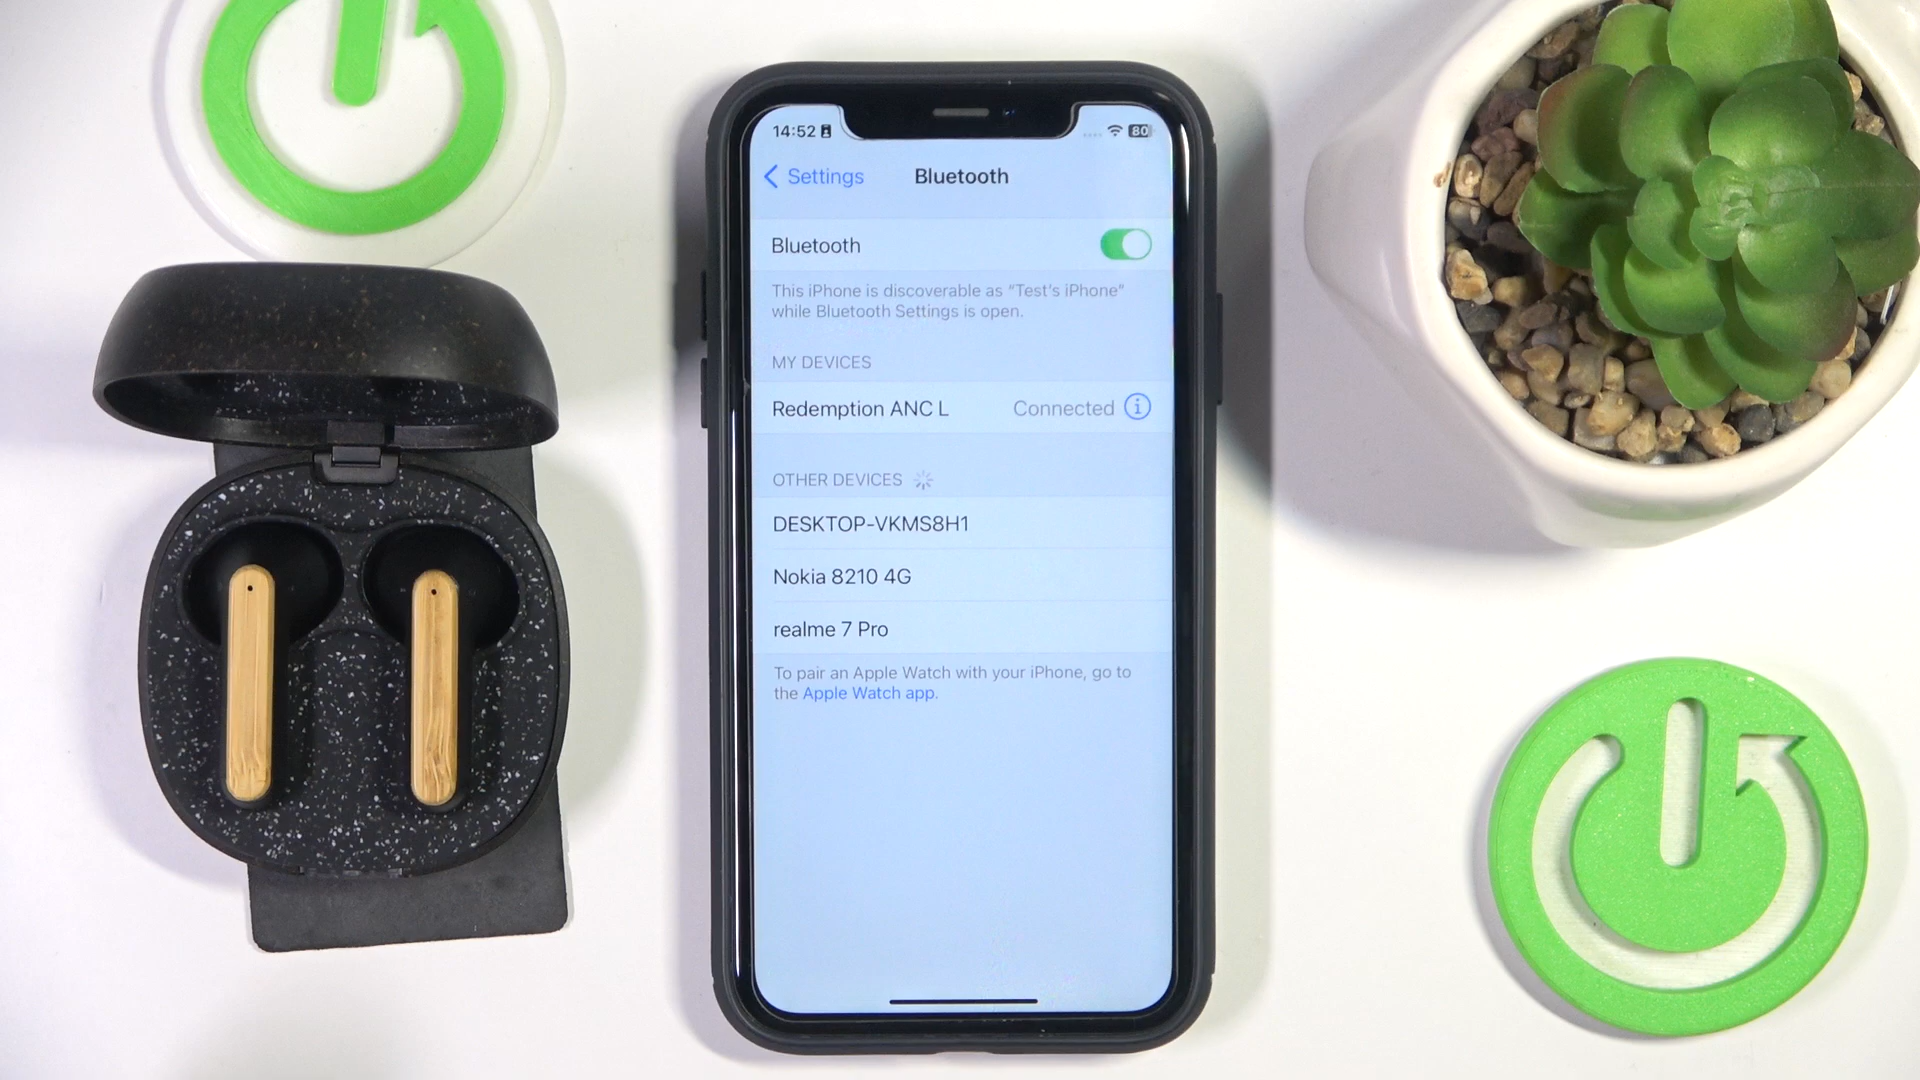 14:52
80
Settings
Bluetooth
Bluetooth
This iPhone is discoverable as “Test’s iPhone”
while Bluetooth Settings is open.
MY DEVICES
Redemption ANC L Connected
OTHER DEVICES
DESKTOP-VKMS8H1
Nokia 8210 4G
realme 7 Pro
To pair an Apple Watch with your iPhone, go to
the Apple Watch app.